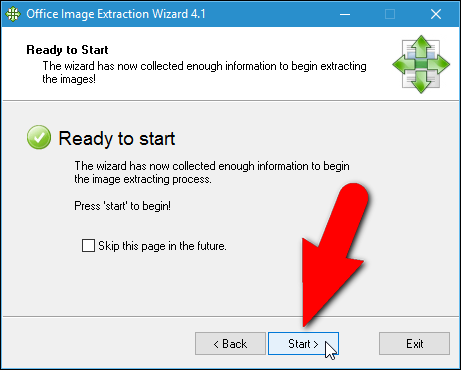 Office Image Extraction Wizard 4.1
Ready to Start
The wizard has now collected enough information to begin extracting
the images!
Ready to start
The wizard has now collected enough information to begin
the image extracting process.
Press 'start' to begin!
Skip this page in the future.
< Back
Start >
Exit